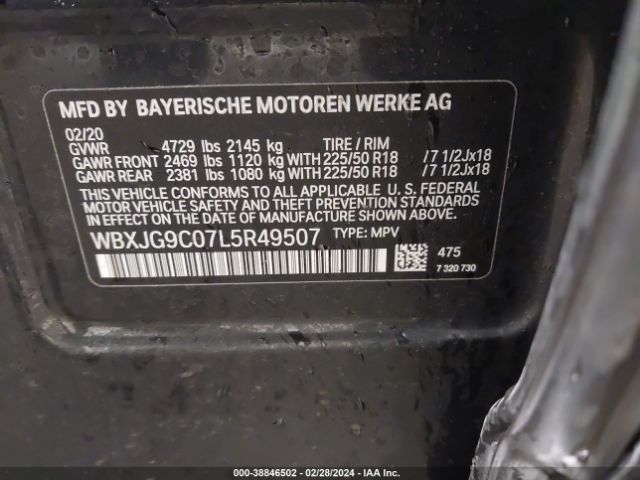 MFD BY BAYERISCHE MOTOREN WERKE AG
02/20
GVWR 4729 lbs 2145 kg TIRE / RIM
GAWR FRONT 2469 lbs 1120 kg WITH 225/50 R18 /7 1/2Jx18
GAWR REAR 2381 lbs 1080 kg WITH 225/50 R18 /7 1/2Jx18
THIS VEHICLE CONFORMS TO ALL APPLICABLE U. S. FEDERAL
MOTOR VEHICLE SAFETY AND THEFT PREVENTION STANDARDS
IN EFFECT ON THE DATE OF MANUFACTURE SHOWN ABOVE.
WBXJG9C07L5R49507 TYPE: MPV
475
7 320 730
000-38846502 - 02/28/2024 - IAA Inc.